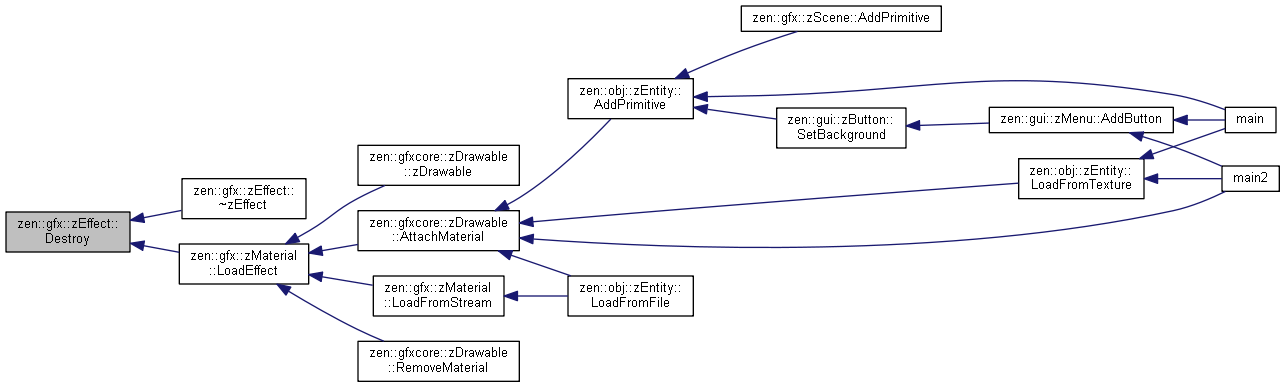 zen::gfx::zEffect::
Destroy
zen::gfx::zEffect::
~zEffect
zen::gfx::zMaterial
::LoadEffect
zen::gfxcore::zDrawable
::zDrawable
zen::gfxcore::zDrawable
::AttachMaterial
zen::gfx::zMaterial
::LoadFromStream
zen::gfxcore::zDrawable
::RemoveMaterial
zen::obj::zEntity::
AddPrimitive
zen::obj::zEntity::
LoadFromFile
zen::gfx::zScene::AddPrimitive
zen::gui::zButton::
SetBackground
zen::gui::zMenu::AddButton
zen::obj::zEntity::
LoadFromTexture
main
main2